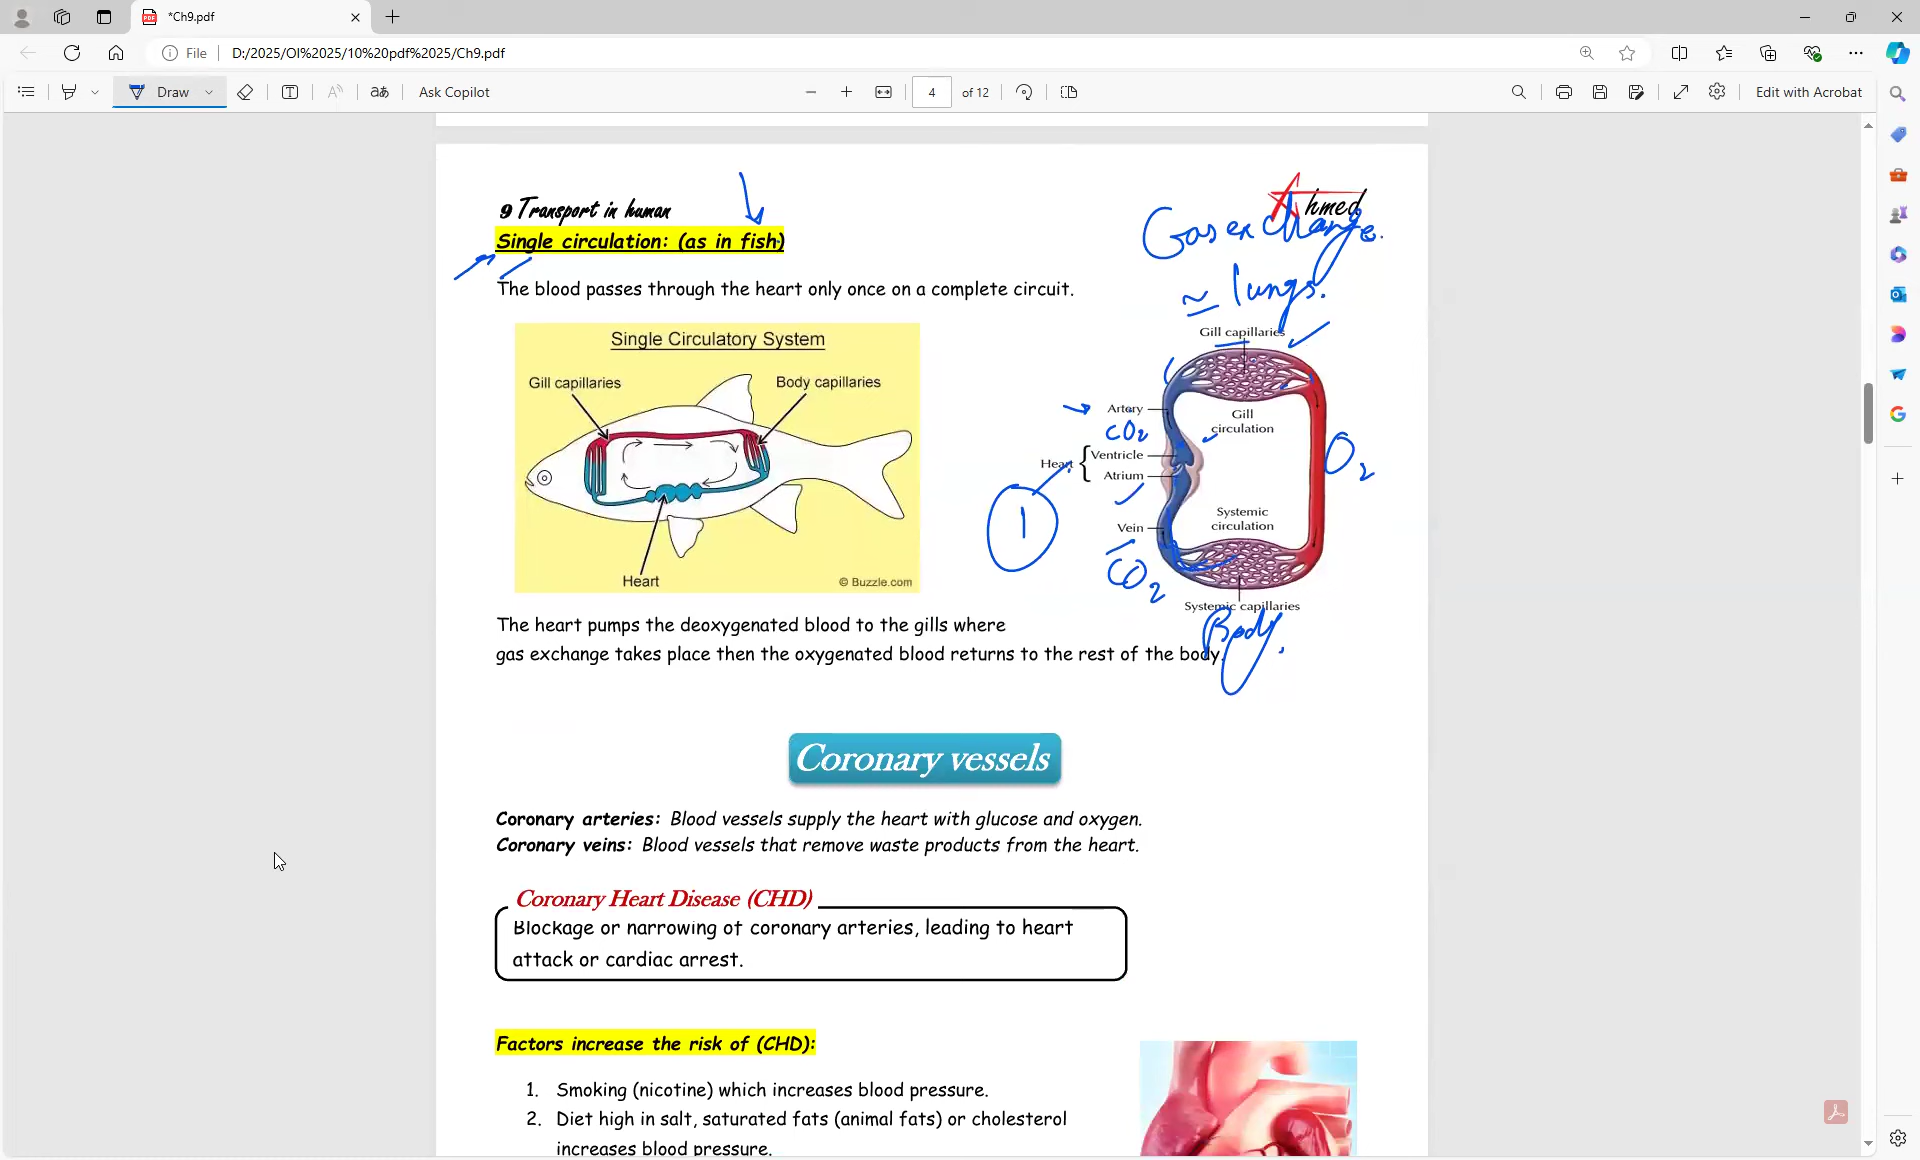 *Ch9.pdf
File
D:/2025/Ol%2025/10%20pdf%2025/Ch9.pdf
Draw
aあ
Ask Copilot
4
of 12
Edit with Acrobat
9 Transport in human
Ahmed
Single circulation: (as in fish)
Gas exchange.
The blood passes through the heart only once on a complete circuit.
≃ lungs.
Single Circulatory System
Gill capillaries
Body capillaries
Heart
© Buzzle.com
Gill capillaries
Artery
CO2
Gill
circulation
Heart
Ventricle
Atrium
O2
1
Systemic
circulation
Vein
CO2
Systemic capillaries
Body.
The heart pumps the deoxygenated blood to the gills where
gas exchange takes place then the oxygenated blood returns to the rest of the body.
Coronary vessels
Coronary arteries: Blood vessels supply the heart with glucose and oxygen.
Coronary veins: Blood vessels that remove waste products from the heart.
Coronary Heart Disease (CHD)
Blockage or narrowing of coronary arteries, leading to heart
attack or cardiac arrest.
Factors increase the risk of (CHD):
1. Smoking (nicotine) which increases blood pressure.
2. Diet high in salt, saturated fats (animal fats) or cholesterol
increases blood pressure.